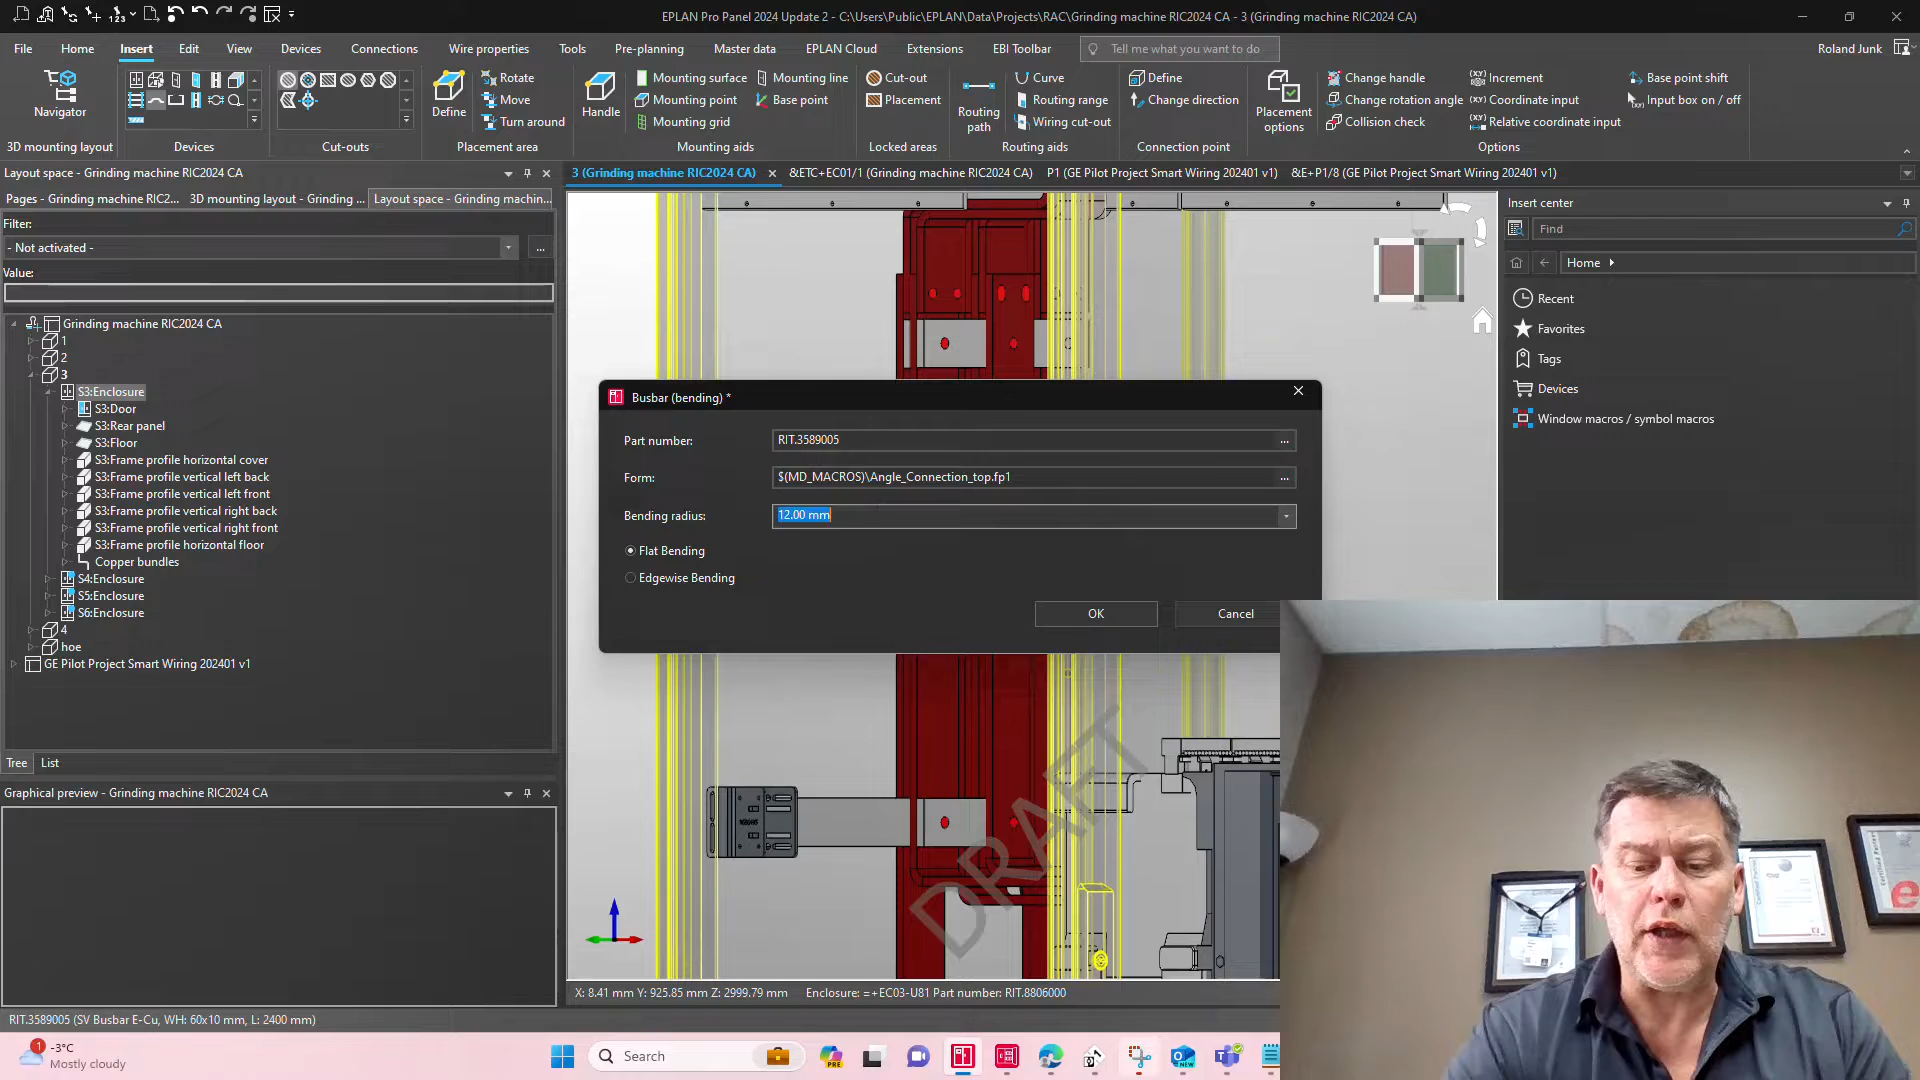 EPLAN Pro Panel 2024 Update 2 - C:\Users\Public\EPLAN\Data\Projects\RAC\Grinding machine RIC2024 CA - 3 (Grinding machine RIC2024 CA)
File Home Insert Edit View Devices Connections Wire properties Tools Pre-planning Master data EPLAN Cloud Extensions EBI Toolbar Tell me what you want to do Roland Junk
Navigator
3D mounting layout
Devices
Cut-outs
Define
Rotate
Move
Turn around
Placement area
Handle
Mounting surface
Mounting point
Mounting grid
Mounting line
Base point
Mounting aids
Cut-out
Placement
Locked areas
Routing path
Curve
Routing range
Wiring cut-out
Routing aids
Define
Change direction
Connection point
Placement options
Change handle
Change rotation angle
Collision check
Increment
Coordinate input
Relative coordinate input
Base point shift
Input box on / off
Options
Layout space - Grinding machine RIC2024 CA
Pages - Grinding machine RIC2... 3D mounting layout - Grinding ... Layout space - Grinding machin...
Filter:
- Not activated -
...
Value:
Grinding machine RIC2024 CA
1
2
3
S3:Enclosure
S3:Door
S3:Rear panel
S3:Floor
S3:Frame profile horizontal cover
S3:Frame profile vertical left back
S3:Frame profile vertical left front
S3:Frame profile vertical right back
S3:Frame profile vertical right front
S3:Frame profile horizontal floor
Copper bundles
S4:Enclosure
S5:Enclosure
S6:Enclosure
4
hoe
GE Pilot Project Smart Wiring 202401 v1
Tree List
Graphical preview - Grinding machine RIC2024 CA
3 (Grinding machine RIC2024 CA) &ETC+EC01/1 (Grinding machine RIC2024 CA) P1 (GE Pilot Project Smart Wiring 202401 v1) &E+P1/8 (GE Pilot Project Smart Wiring 202401 v1)
Busbar (bending) *
Part number: RIT.3589005 ...
Form: $(MD_MACROS)\Angle_Connection_top.fp1 ...
Bending radius: 12.00 mm
Flat Bending
Edgewise Bending
OK Cancel
DRAFT
X: 8.41 mm Y: 925.85 mm Z: 2999.79 mm Enclosure: =+EC03-U81 Part number: RIT.8806000
Insert center
Find
Home
Recent
Favorites
Tags
Devices
Window macros / symbol macros
RIT.3589005 (SV Busbar E-Cu, WH: 60x10 mm, L: 2400 mm)
1
-3°C
Mostly cloudy
Search
PRE
NEW